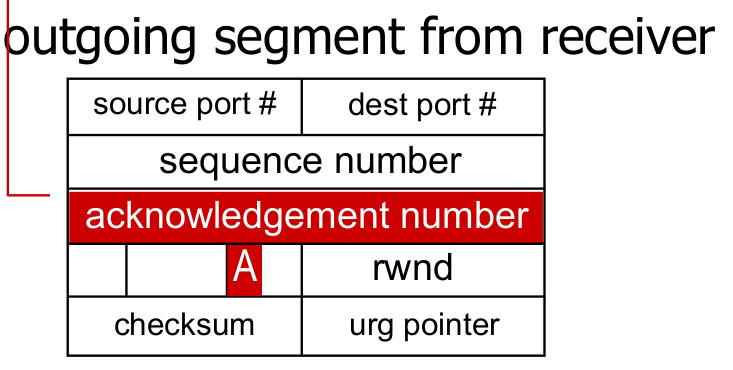 outgoing segment from receiver
source port # dest port #
sequence number
acknowledgement number
A rwnd
checksum urg pointer